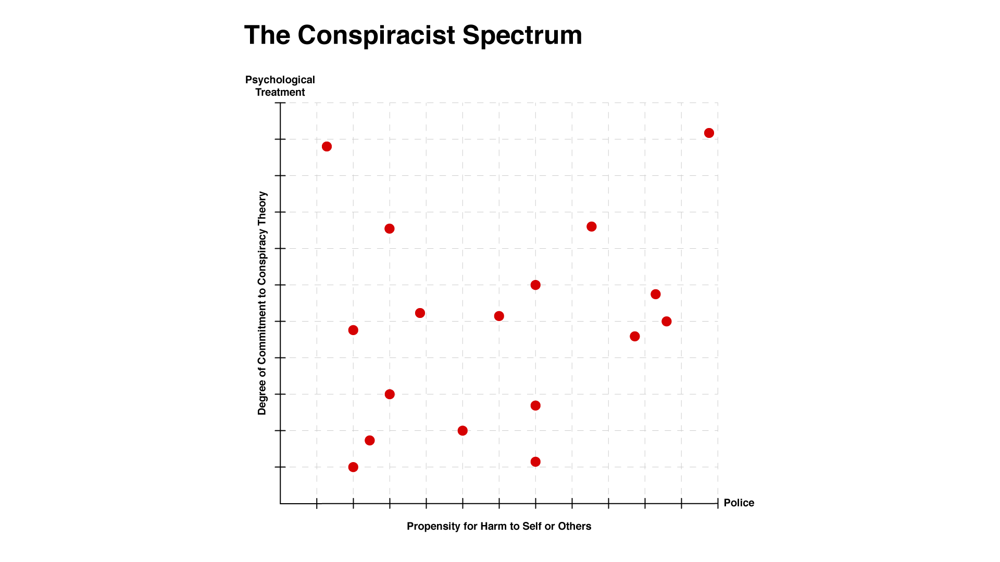 The Conspiracist Spectrum
Psychological
Treatment
Degree of Commitment to Conspiracy Theory
Police
Propensity for Harm to Self or Others